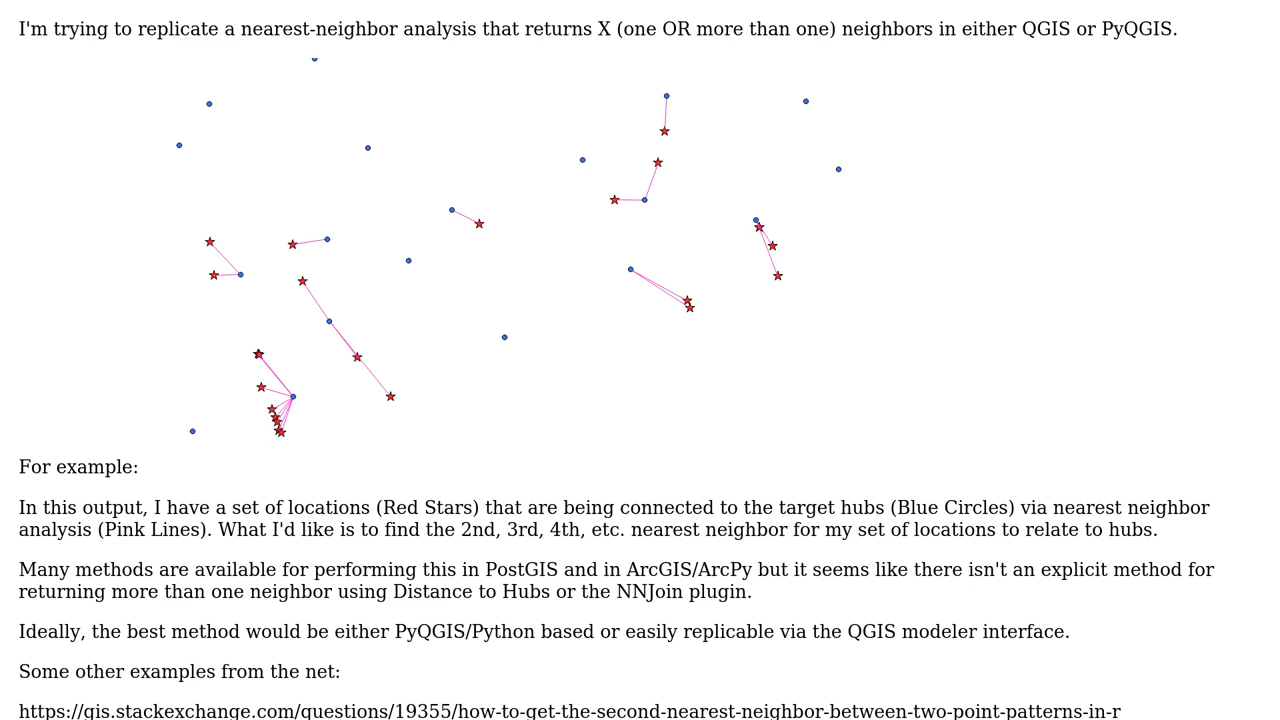 I'm trying to replicate a nearest-neighbor analysis that returns X (one OR more than one) neighbors in either QGIS or PyQGIS.
For example:
In this output, I have a set of locations (Red Stars) that are being connected to the target hubs (Blue Circles) via nearest neighbor
analysis (Pink Lines). What I'd like is to find the 2nd, 3rd, 4th, etc. nearest neighbor for my set of locations to relate to hubs.
Many methods are available for performing this in PostGIS and in ArcGIS/ArcPy but it seems like there isn't an explicit method for
returning more than one neighbor using Distance to Hubs or the NNJoin plugin.
Ideally, the best method would be either PyQGIS/Python based or easily replicable via the QGIS modeler interface.
Some other examples from the net:
https://gis.stackexchange.com/questions/19355/how-to-get-the-second-nearest-neighbor-between-two-point-patterns-in-r